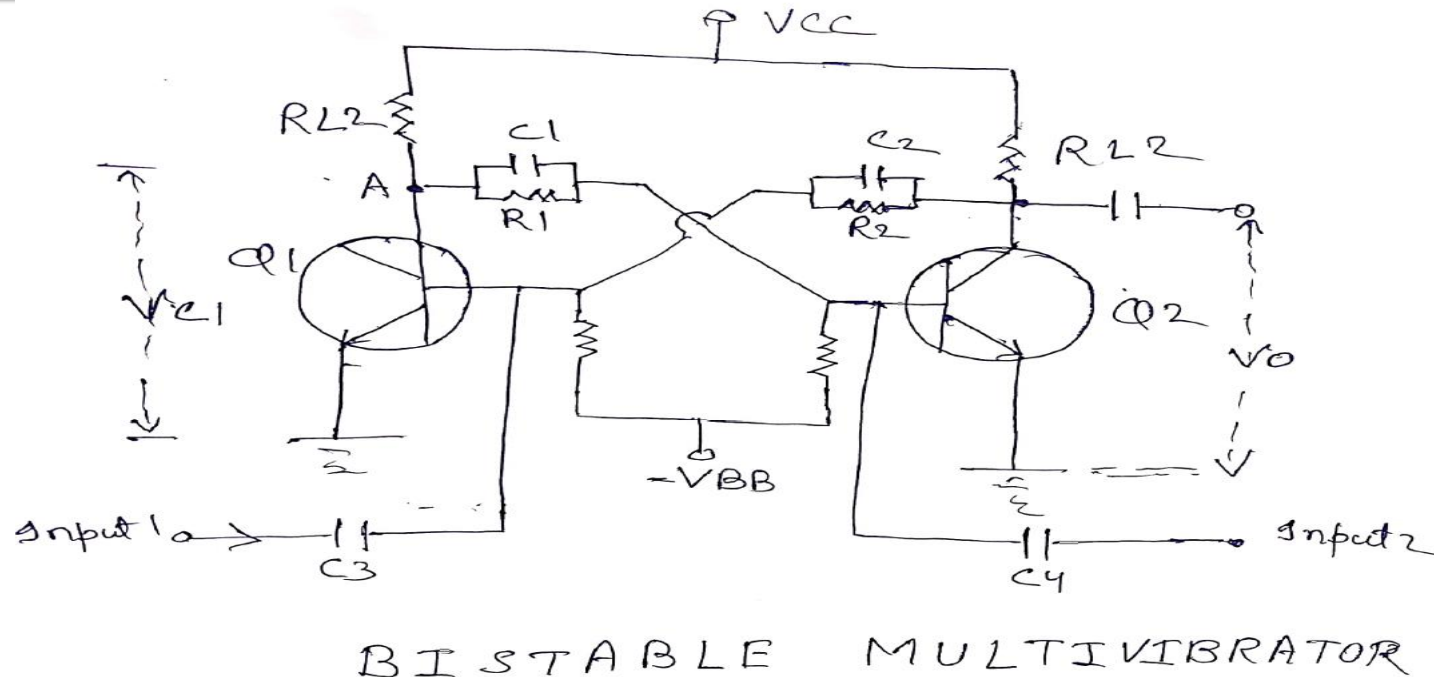 VCC
RL2
C1
C2
RL2
A
R1
R2
Q1
Q2
VC1
VO
-VBB
Input 1
C3
C4
Input 2
BISTABLE MULTIVIBRATOR